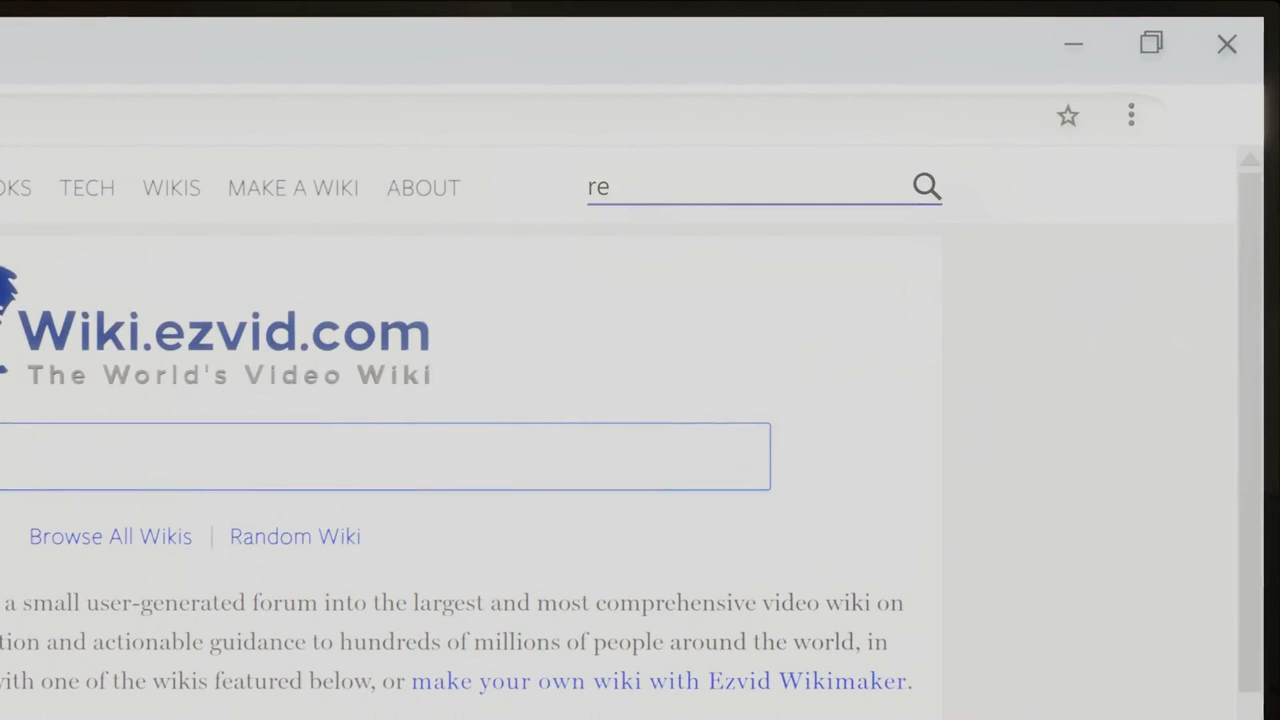 TECH WIKIS MAKE A WIKI ABOUT re
Wiki.ezvid.com
The World's Video Wiki
Browse All Wikis | Random Wiki
a small user-generated forum into the largest and most comprehensive video wiki on
and actionable guidance to hundreds of millions of people around the world, in
with one of the wikis featured below, or make your own wiki with Ezvid Wikimaker.